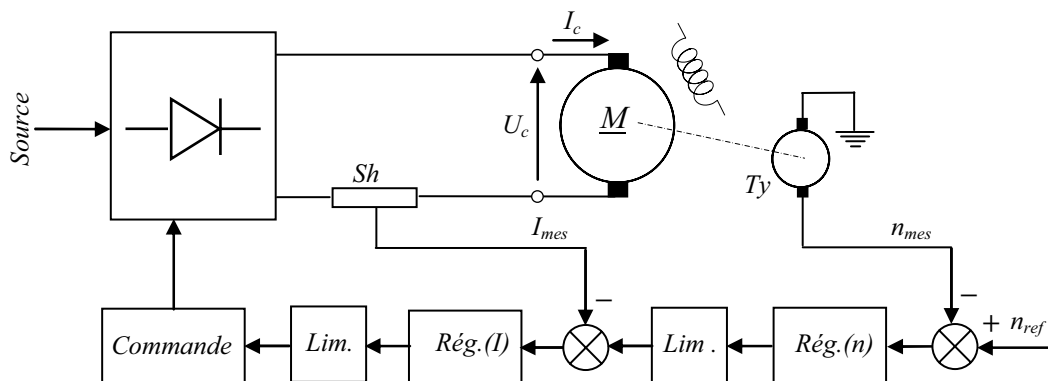 I_c
Source
M
U_c
Sh
Ty
I_mes
n_mes
−
−
+ n_ref
Commande
Lim.
Rég.(I)
Lim .
Rég.(n)